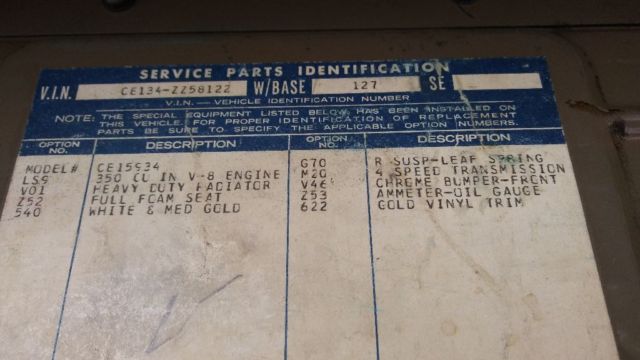 SERVICE PARTS IDENTIFICATION
V.I.N. CE134-ZZ58122 W/BASE 127 SE
V.I.N. — VEHICLE IDENTIFICATION NUMBER
NOTE: THE SPECIAL EQUIPMENT LISTED BELOW HAS BEEN INSTALLED ON
THIS VEHICLE. FOR PROPER IDENTIFICATION OF REPLACEMENT
PARTS BE SURE TO SPECIFY THE APPLICABLE OPTION NUMBERS.
OPTION NO. DESCRIPTION OPTION NO. DESCRIPTION
MODEL# CE15934 G70 R SUSP-LEAF SPRING
LS9 350 CU IN V-8 ENGINE M20 4 SPEED TRANSMISSION
V01 HEAVY DUTY RADIATOR V46 CHROME BUMPER-FRONT
Z52 FULL FOAM SEAT Z53 AMMETER-OIL GAUGE
540 WHITE & MED GOLD 622 GOLD VINYL TRIM